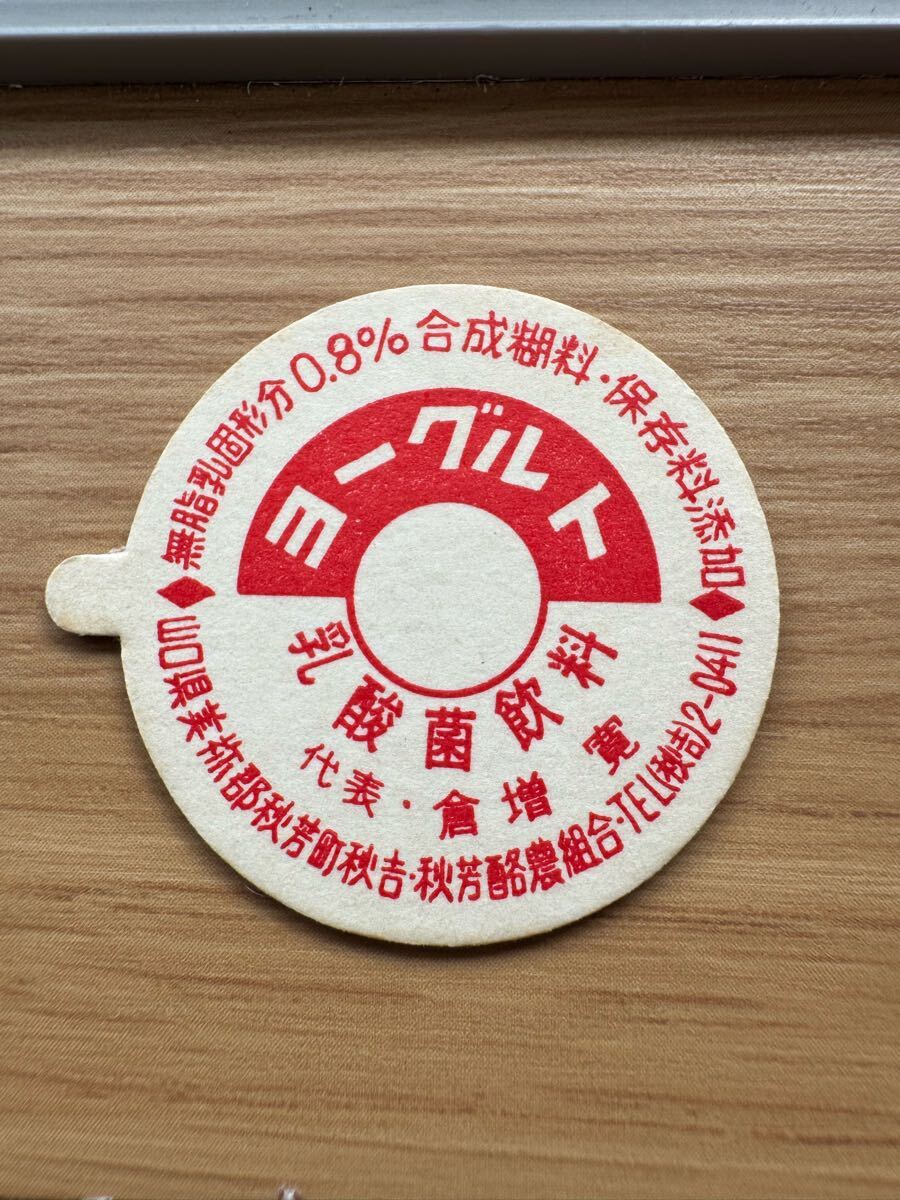 無脂乳固形分0.8% 合成糊料・保存料添加
ヨーグルト
乳酸菌飲料
代表・倉増 寛
山口県美祢郡秋芳町秋吉・秋芳酪農組合・TEL(秋吉)2-0411